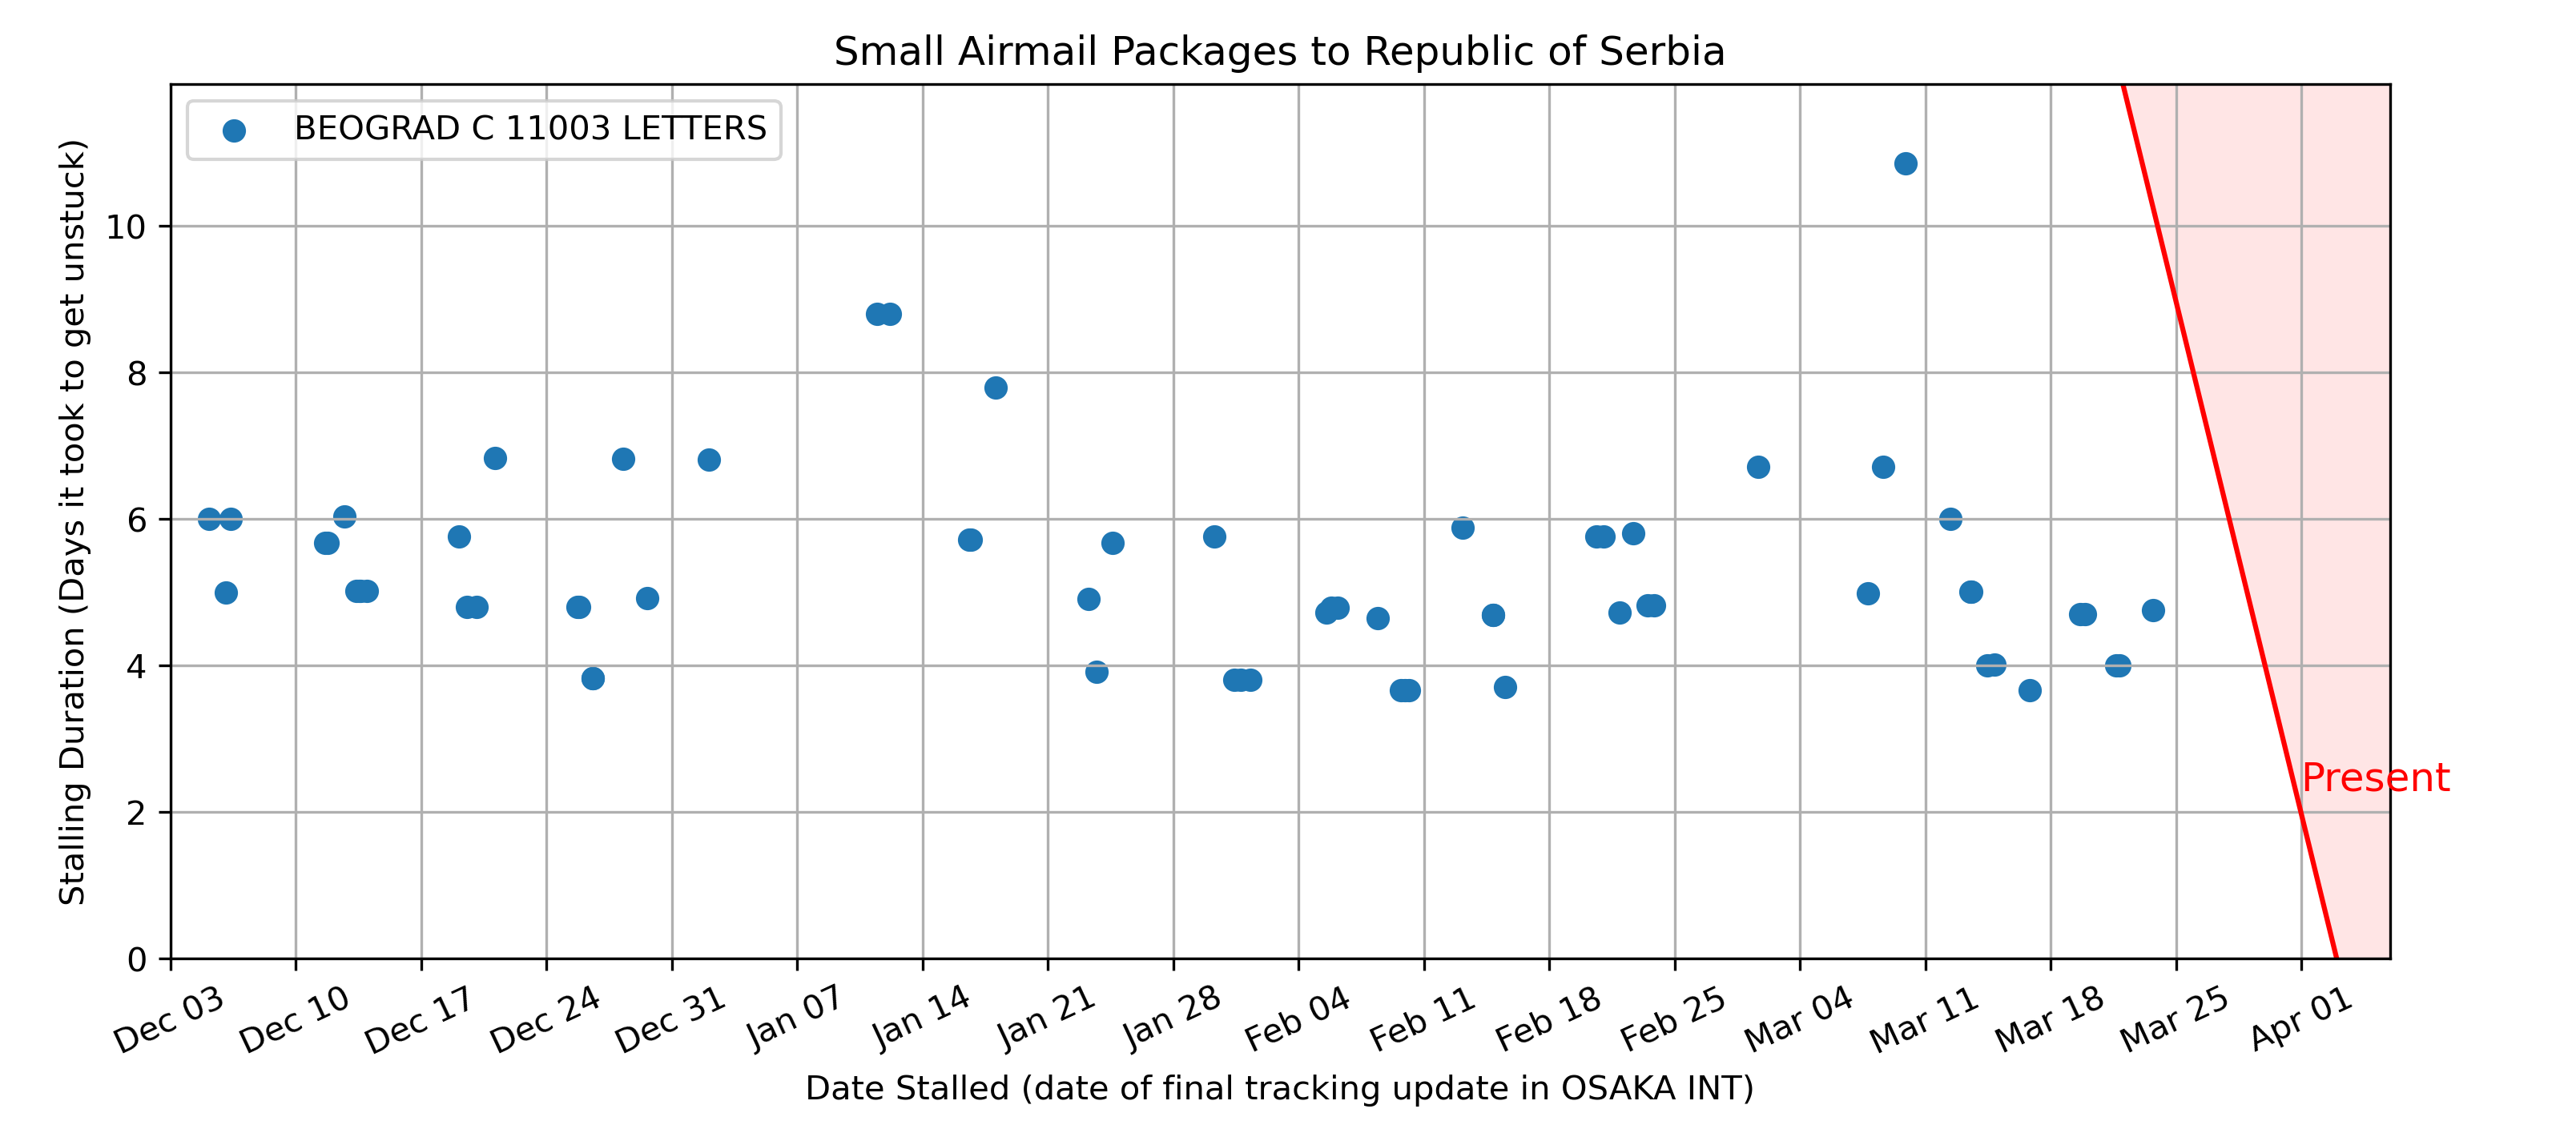 Small Airmail Packages to Republic of Serbia
BEOGRAD C 11003 LETTERS
Stalling Duration (Days it took to get unstuck)
10
8
6
4
2
0
Present
Dec 03 Dec 10 Dec 17 Dec 24 Dec 31 Jan 07 Jan 14 Jan 21 Jan 28 Feb 04 Feb 11 Feb 18 Feb 25 Mar 04 Mar 11 Mar 18 Mar 25 Apr 01
Date Stalled (date of final tracking update in OSAKA INT)